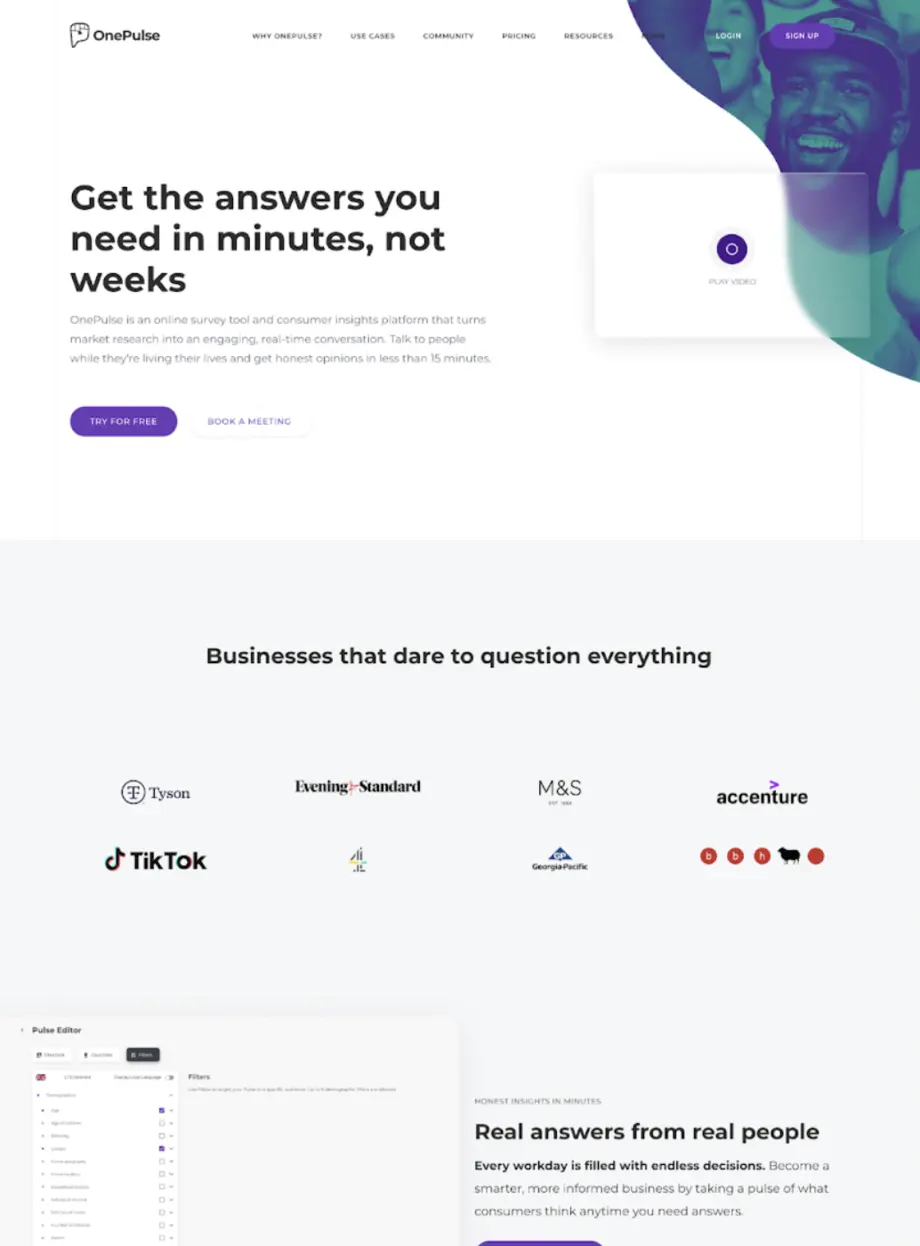 OnePulse
WHY ONEPULSE? USE CASES COMMUNITY PRICING RESOURCES LOGIN SIGN UP
Get the answers you
need in minutes, not
weeks
OnePulse is an online survey tool and consumer insights platform that turns
market research into an engaging, real-time conversation. Talk to people
while they're living their lives and get honest opinions in less than 15 minutes.
PLAY VIDEO
TRY FOR FREE BOOK A MEETING
Businesses that dare to question everything
Tyson Evening Standard M&S accenture
EST. 1884
TikTok 4 GP Georgia-Pacific b b h
Pulse Editor
Filters
Filters
Age
Gender
HONEST INSIGHTS IN MINUTES
Real answers from real people
Every workday is filled with endless decisions. Become a
smarter, more informed business by taking a pulse of what
consumers think anytime you need answers.